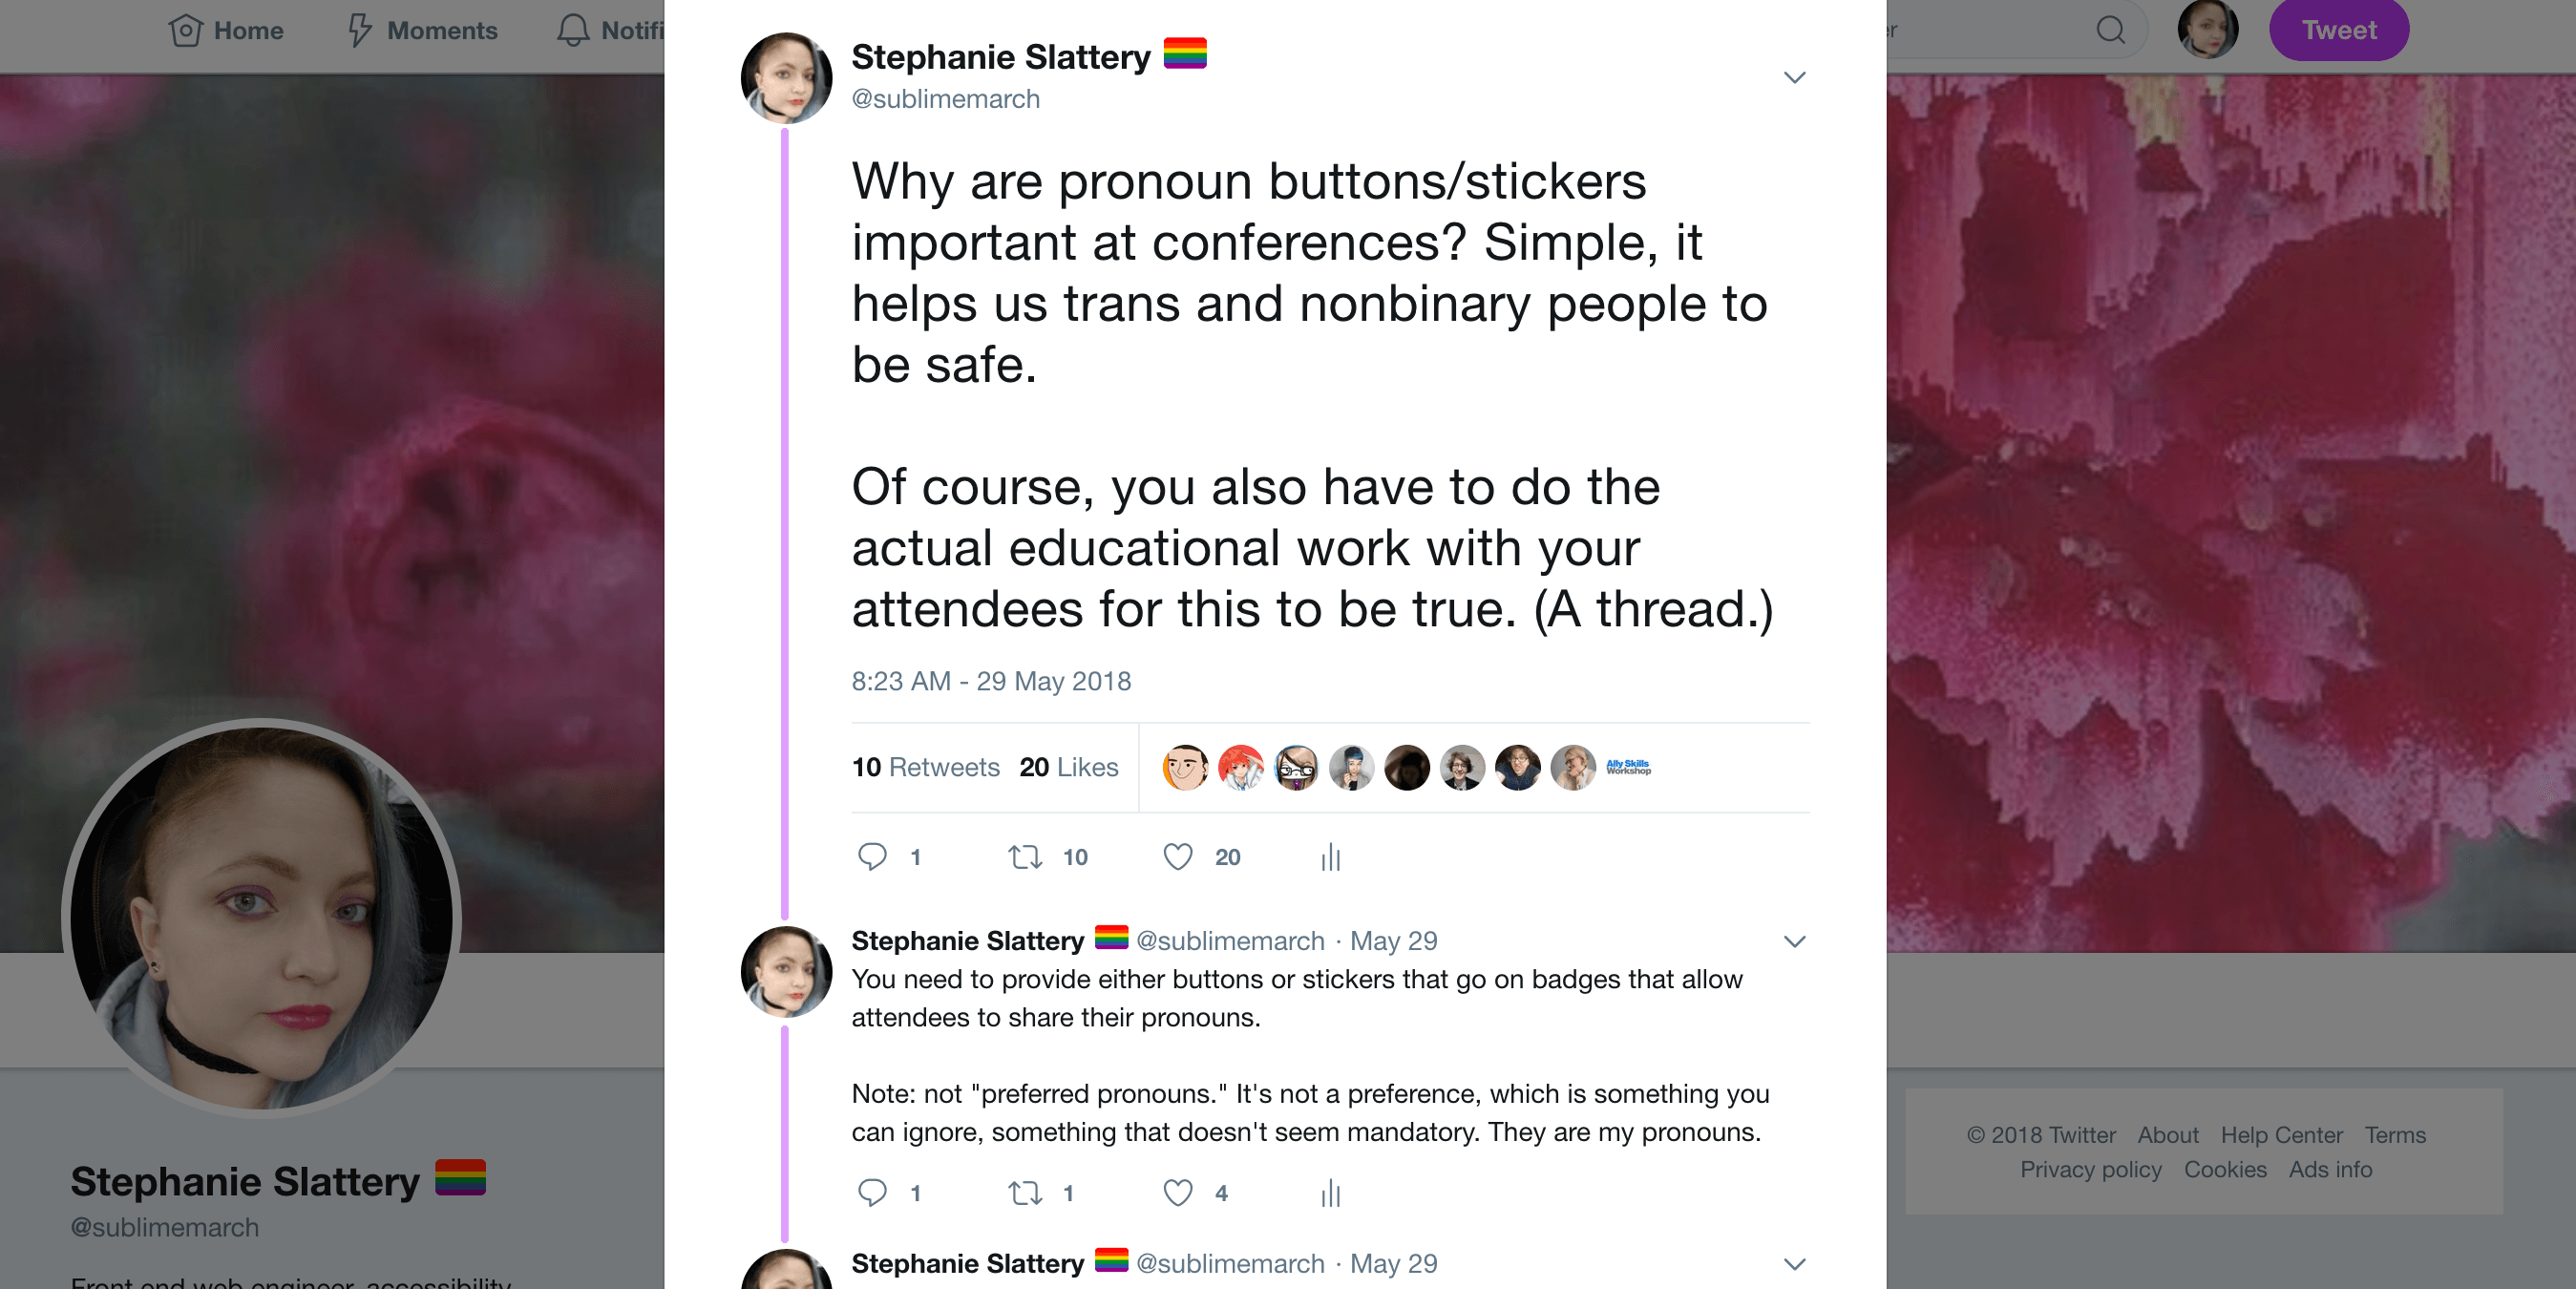 Home
Moments
Notifi
er
Tweet
Stephanie Slattery
@sublimemarch
Why are pronoun buttons/stickers
important at conferences? Simple, it
helps us trans and nonbinary people to
be safe.
Of course, you also have to do the
actual educational work with your
attendees for this to be true. (A thread.)
8:23 AM - 29 May 2018
10 Retweets 20 Likes
Ally Skills
Workshop
1 10 20
Stephanie Slattery @sublimemarch · May 29
You need to provide either buttons or stickers that go on badges that allow
attendees to share their pronouns.
Note: not "preferred pronouns." It's not a preference, which is something you
can ignore, something that doesn't seem mandatory. They are my pronouns.
1 1 4
Stephanie Slattery @sublimemarch · May 29
Stephanie Slattery
@sublimemarch
Front end web engineer, accessibility
© 2018 Twitter About Help Center Terms
Privacy policy Cookies Ads info